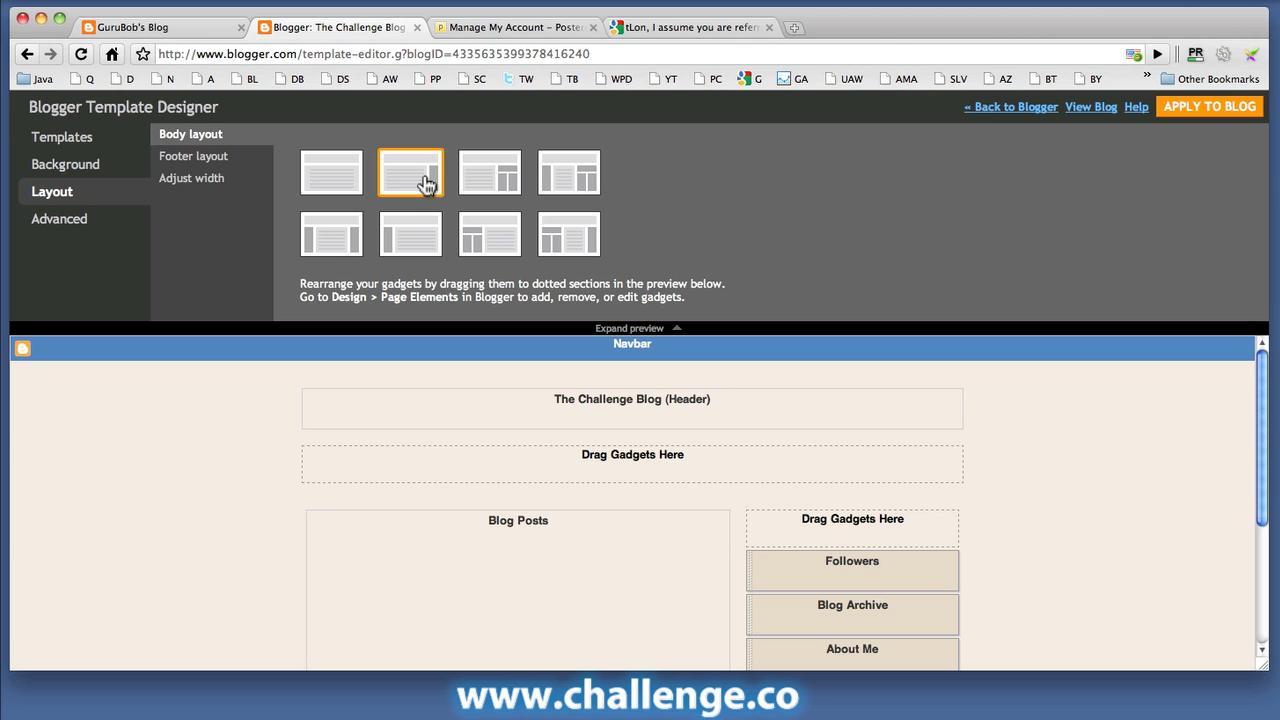 GuruBob's Blog
Blogger: The Challenge Blog
Manage My Account – Poster
tLon, I assume you are refer
http://www.blogger.com/template-editor.g?blogID=4335635399378416240
PR
Java Q D N A BL DB DS AW PP SC TW TB WPD YT PC G GA UAW AMA SLV AZ BT BY » Other Bookmarks
Blogger Template Designer
« Back to Blogger View Blog Help APPLY TO BLOG
Templates
Background
Layout
Advanced
Body layout
Footer layout
Adjust width
Rearrange your gadgets by dragging them to dotted sections in the preview below.
Go to Design > Page Elements in Blogger to add, remove, or edit gadgets.
Expand preview
Navbar
The Challenge Blog (Header)
Drag Gadgets Here
Blog Posts
Drag Gadgets Here
Followers
Blog Archive
About Me
www.challenge.co